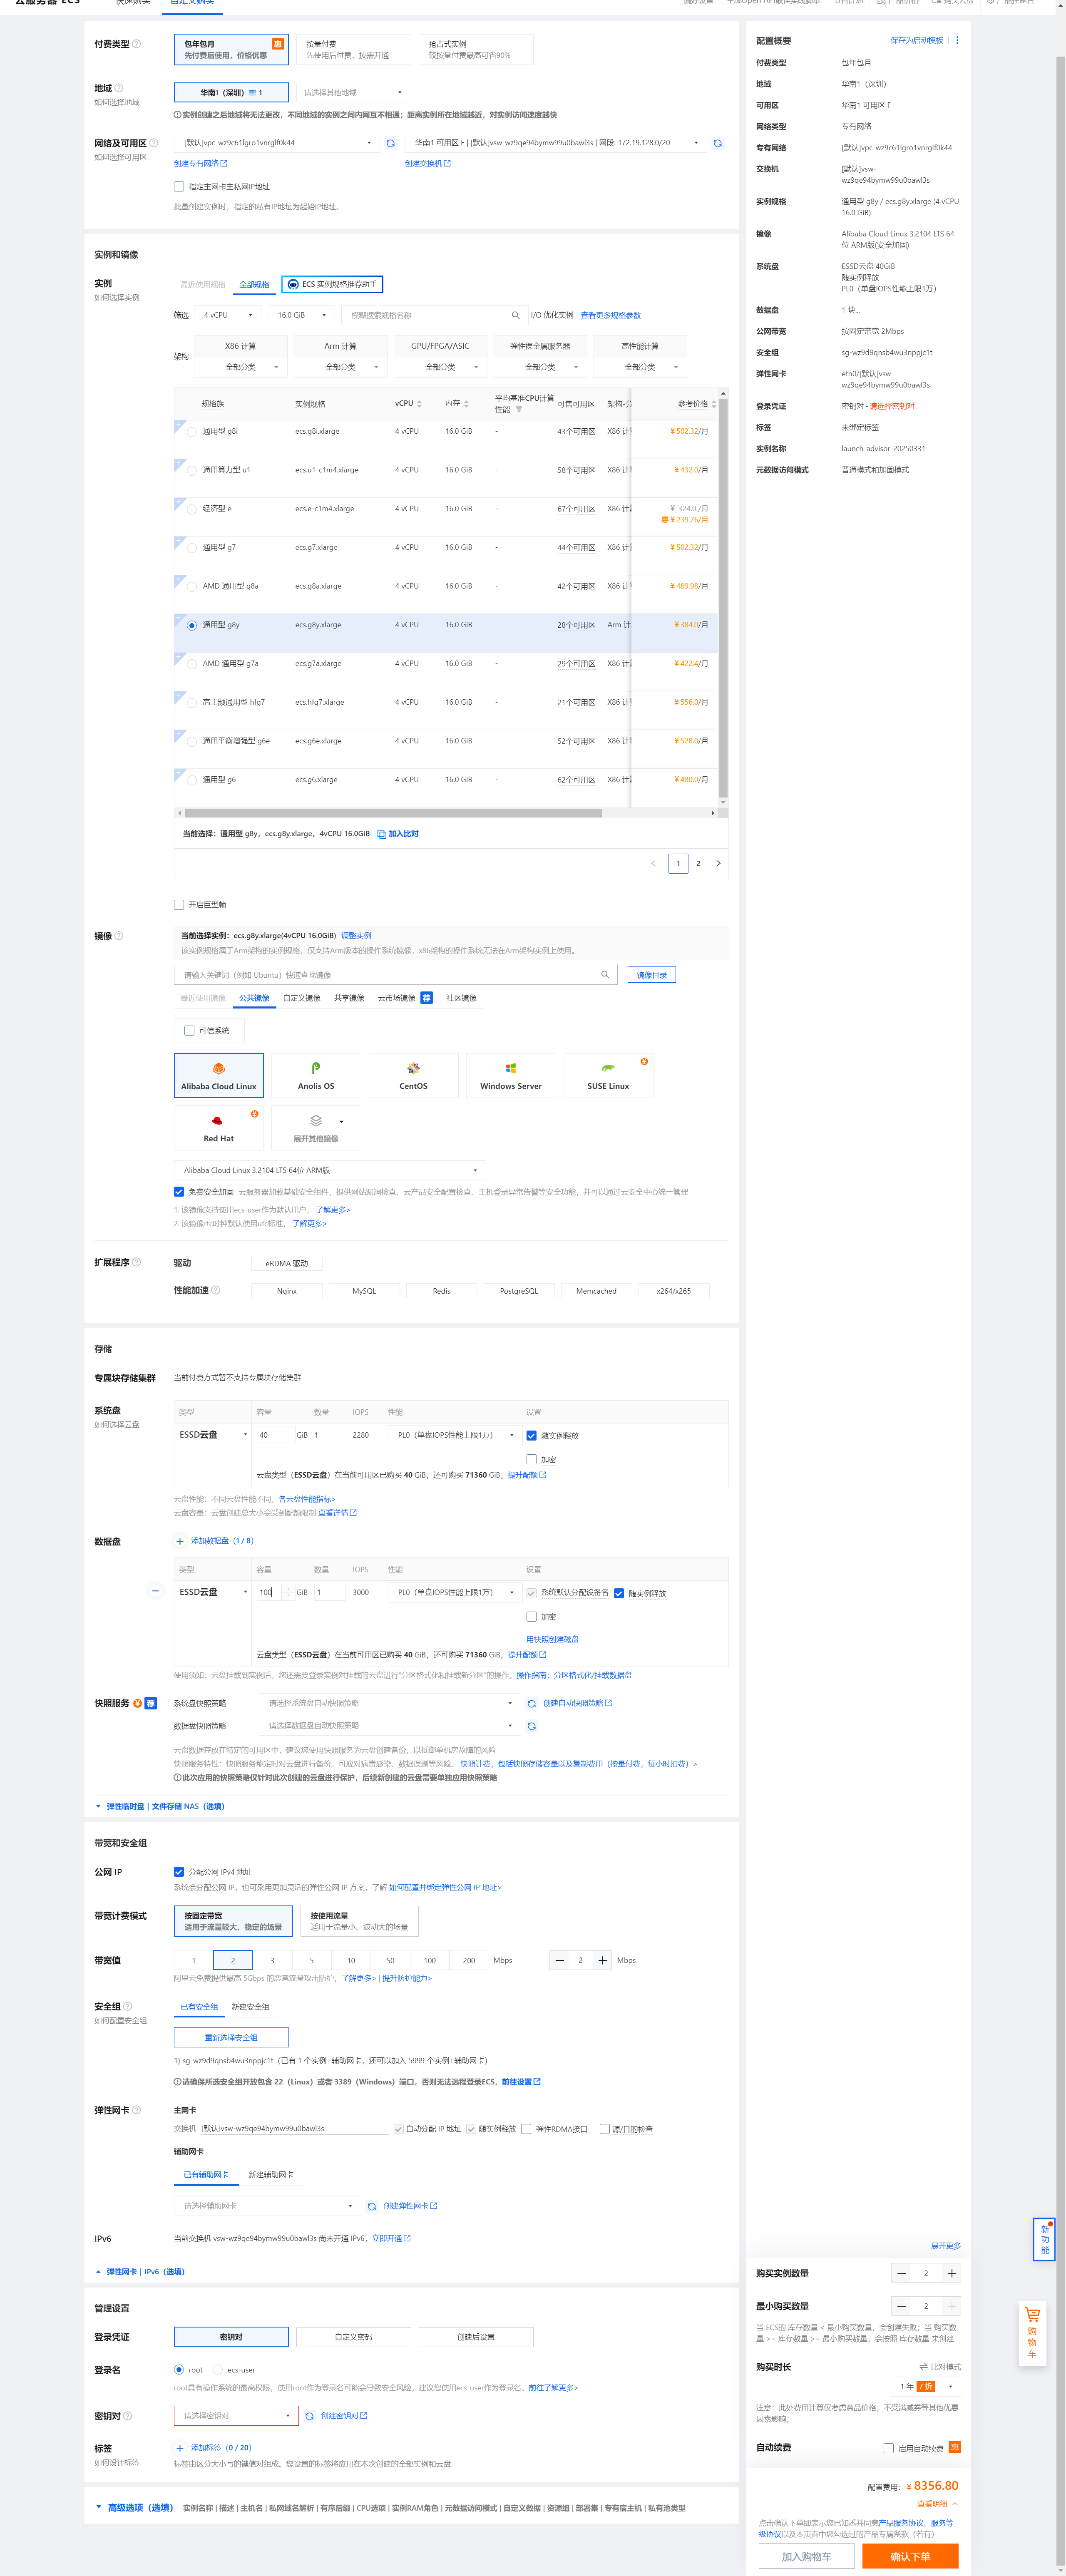 云服务器 ECS 快速购买 自定义购买
付费类型
包年包月 惠
先付费后使用，价格优惠
按量付费
先使用后付费，按需开通
抢占式实例
较按量付费最高可省90%
地域
如何选择地域
华南1（深圳） 1
请选择其他地域
实例创建之后地域将无法更改，不同地域的实例之间内网互不相通；距离实例所在地域越近，对实例访问速度越快
网络及可用区
如何选择可用区
[默认]vpc-wz9c61lgro1vnrglf0k44
华南1 可用区 F | [默认]vsw-wz9qe94bymw99u0bawl3s | 网段: 172.19.128.0/20
创建专有网络
创建交换机
指定主网卡主私网IP地址
批量创建实例时，指定的私有IP地址为起始IP地址。
实例和镜像
实例
如何选择实例
最近使用规格 全部规格 ECS 实例规格推荐助手
筛选 4 vCPU 16.0 GiB 模糊搜索规格名称 I/O 优化实例 查看更多规格参数
架构
X86 计算 Arm 计算 GPU/FPGA/ASIC 弹性裸金属服务器 高性能计算
全部分类 全部分类 全部分类 全部分类 全部分类
规格族 实例规格 vCPU 内存 平均基准CPU计算性能 可售可用区 架构-分 参考价格
通用型 g8i ecs.g8i.xlarge 4 vCPU 16.0 GiB - 43个可用区 X86 计 ¥502.32/月
通用算力型 u1 ecs.u1-c1m4.xlarge 4 vCPU 16.0 GiB - 58个可用区 X86 计 ¥432.0/月
经济型 e ecs.e-c1m4.xlarge 4 vCPU 16.0 GiB - 67个可用区 X86 计 ¥ 324.0 /月
惠 ¥239.76/月
通用型 g7 ecs.g7.xlarge 4 vCPU 16.0 GiB - 44个可用区 X86 计 ¥502.32/月
AMD 通用型 g8a ecs.g8a.xlarge 4 vCPU 16.0 GiB - 42个可用区 X86 计 ¥489.98/月
通用型 g8y ecs.g8y.xlarge 4 vCPU 16.0 GiB - 28个可用区 Arm 计 ¥384.0/月
AMD 通用型 g7a ecs.g7a.xlarge 4 vCPU 16.0 GiB - 29个可用区 X86 计 ¥422.4/月
高主频通用型 hfg7 ecs.hfg7.xlarge 4 vCPU 16.0 GiB - 21个可用区 X86 计 ¥556.0/月
通用平衡增强型 g6e ecs.g6e.xlarge 4 vCPU 16.0 GiB - 52个可用区 X86 计 ¥528.0/月
通用型 g6 ecs.g6.xlarge 4 vCPU 16.0 GiB - 62个可用区 X86 计 ¥480.0/月
当前选择：通用型 g8y，ecs.g8y.xlarge，4vCPU 16.0GiB 加入比对
1 2
开启巨型帧
镜像
当前选择实例：ecs.g8y.xlarge(4vCPU 16.0GiB) 调整实例
该实例规格属于Arm架构的实例规格，仅支持Arm版本的操作系统镜像，x86架构的操作系统无法在Arm架构实例上使用。
请输入关键词（例如 Ubuntu）快速查找镜像 镜像目录
最近使用镜像 公共镜像 自定义镜像 共享镜像 云市场镜像 荐 社区镜像
可信系统
Alibaba Cloud Linux Anolis OS CentOS Windows Server SUSE Linux
Red Hat 展开其他镜像
Alibaba Cloud Linux 3.2104 LTS 64位 ARM版
免费安全加固 云服务器加载基础安全组件，提供网站漏洞检查、云产品安全配置检查、主机登录异常告警等安全功能，并可以通过云安全中心统一管理
1. 该镜像支持使用ecs-user作为默认用户， 了解更多>
2. 该镜像rtc时钟默认使用utc标准， 了解更多>
扩展程序 驱动 eRDMA 驱动
性能加速 Nginx MySQL Redis PostgreSQL Memcached x264/x265
存储
专属块存储集群 当前付费方式暂不支持专属块存储集群
系统盘
如何选择云盘
类型 容量 数量 IOPS 性能 设置
ESSD云盘 40 GiB 1 2280 PL0（单盘IOPS性能上限1万） 随实例释放
加密
云盘类型（ESSD云盘）在当前可用区已购买 40 GiB，还可购买 71360 GiB，提升配额
云盘性能：不同云盘性能不同，各云盘性能指标>
云盘容量：云盘创建总大小会受到配额限制 查看详情
数据盘 添加数据盘（1 / 8）
类型 容量 数量 IOPS 性能 设置
ESSD云盘 100 GiB 1 3000 PL0（单盘IOPS性能上限1万） 系统默认分配设备名 随实例释放
加密
用快照创建磁盘
云盘类型（ESSD云盘）在当前可用区已购买 40 GiB，还可购买 71360 GiB，提升配额
使用须知：云盘挂载到实例后，您还需要登录实例对挂载的云盘进行“分区格式化和挂载新分区”的操作。操作指南：分区格式化/挂载数据盘
快照服务 ¥ 荐 系统盘快照策略 请选择系统盘自动快照策略 创建自动快照策略
数据盘快照策略 请选择数据盘自动快照策略
云盘数据存放在特定的可用区中，建议您使用快照服务为云盘创建备份，以抵御单机房故障的风险
快照服务特性：快照服务能定时对云盘进行备份。可应对病毒感染、数据误删等风险。 快照计费，包括快照存储容量以及复制费用（按量付费，每小时扣费）>
此次应用的快照策略仅针对此次创建的云盘进行保护，后续新创建的云盘需要单独应用快照策略
弹性临时盘 | 文件存储 NAS（选填）
带宽和安全组
公网 IP 分配公网 IPv4 地址
系统会分配公网 IP，也可采用更加灵活的弹性公网 IP 方案，了解 如何配置并绑定弹性公网 IP 地址>
带宽计费模式
按固定带宽
适用于流量较大、稳定的场景
按使用流量
适用于流量小、波动大的场景
带宽值 1 2 3 5 10 50 100 200 Mbps 2 Mbps
阿里云免费提供最高 5Gbps 的恶意流量攻击防护。了解更多> | 提升防护能力>
安全组
如何配置安全组
已有安全组 新建安全组
重新选择安全组
1) sg-wz9d9qnsb4wu3nppjc1t（已有 1 个实例+辅助网卡，还可以加入 5999 个实例+辅助网卡）
请确保所选安全组开放包含 22（Linux）或者 3389（Windows）端口，否则无法远程登录ECS，前往设置
弹性网卡 主网卡
交换机 [默认]vsw-wz9qe94bymw99u0bawl3s 自动分配 IP 地址 随实例释放 弹性RDMA接口 源/目的检查
辅助网卡
已有辅助网卡 新建辅助网卡
请选择辅助网卡 创建弹性网卡
IPv6 当前交换机 vsw-wz9qe94bymw99u0bawl3s 尚未开通 IPv6，立即开通
弹性网卡 | IPv6（选填）
管理设置
登录凭证 密钥对 自定义密码 创建后设置
登录名 root ecs-user
root具有操作系统的最高权限，使用root作为登录名可能会导致安全风险，建议您使用ecs-user作为登录名。前往了解更多>
密钥对 请选择密钥对 创建密钥对
标签 添加标签（0 / 20）
如何设计标签 标签由区分大小写的键值对组成。您设置的标签将应用在本次创建的全部实例和云盘
高级选项（选填） 实例名称 | 描述 | 主机名 | 私网域名解析 | 有序后缀 | CPU选项 | 实例RAM角色 | 元数据访问模式 | 自定义数据 | 资源组 | 部署集 | 专有宿主机 | 私有池类型
配置概要 保存为启动模板
付费类型 包年包月
地域 华南1（深圳）
可用区 华南1 可用区 F
网络类型 专有网络
专有网络 [默认]vpc-wz9c61lgro1vnrglf0k44
交换机 [默认]vsw-
wz9qe94bymw99u0bawl3s
实例规格 通用型 g8y / ecs.g8y.xlarge (4 vCPU
16.0 GiB)
镜像 Alibaba Cloud Linux 3.2104 LTS 64
位 ARM版(安全加固)
系统盘 ESSD云盘 40GiB
随实例释放
PL0（单盘IOPS性能上限1万）
数据盘 1 块...
公网带宽 按固定带宽 2Mbps
安全组 sg-wz9d9qnsb4wu3nppjc1t
弹性网卡 eth0/[默认]vsw-
wz9qe94bymw99u0bawl3s
登录凭证 密钥对 - 请选择密钥对
标签 未绑定标签
实例名称 launch-advisor-20250331
元数据访问模式 普通模式和加固模式
展开更多
购买实例数量 2
最小购买数量 2
当 ECS的 库存数量 < 最小购买数量，会创建失败；当 购买数
量 >= 库存数量 >= 最小购买数量，会按照 库存数量 来创建
购买时长 比对模式
1 年 7 折
注意：此处费用计算仅考虑商品价格，不受满减券等其他优惠
因素影响；
自动续费 启用自动续费 惠
配置费用： ¥ 8356.80
查看明细
点击确认下单即表示您已知悉并同意产品服务协议、服务等
级协议以及本页面中您勾选过的产品专属条款（若有）
加入购物车 确认下单
新功能
购物车